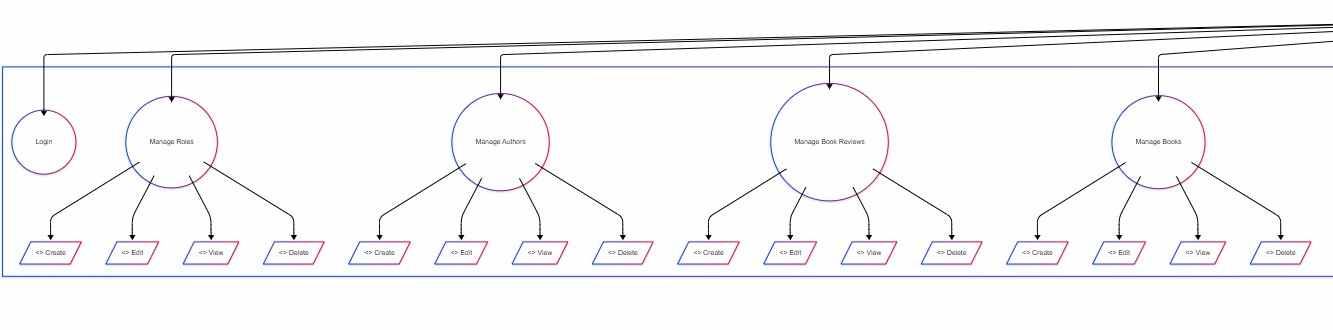 Login
Manage Roles
Manage Authors
Manage Book Reviews
Manage Books
<> Create
<> Edit
<> View
<> Delete
<> Create
<> Edit
<> View
<> Delete
<> Create
<> Edit
<> View
<> Delete
<> Create
<> Edit
<> View
<> Delete